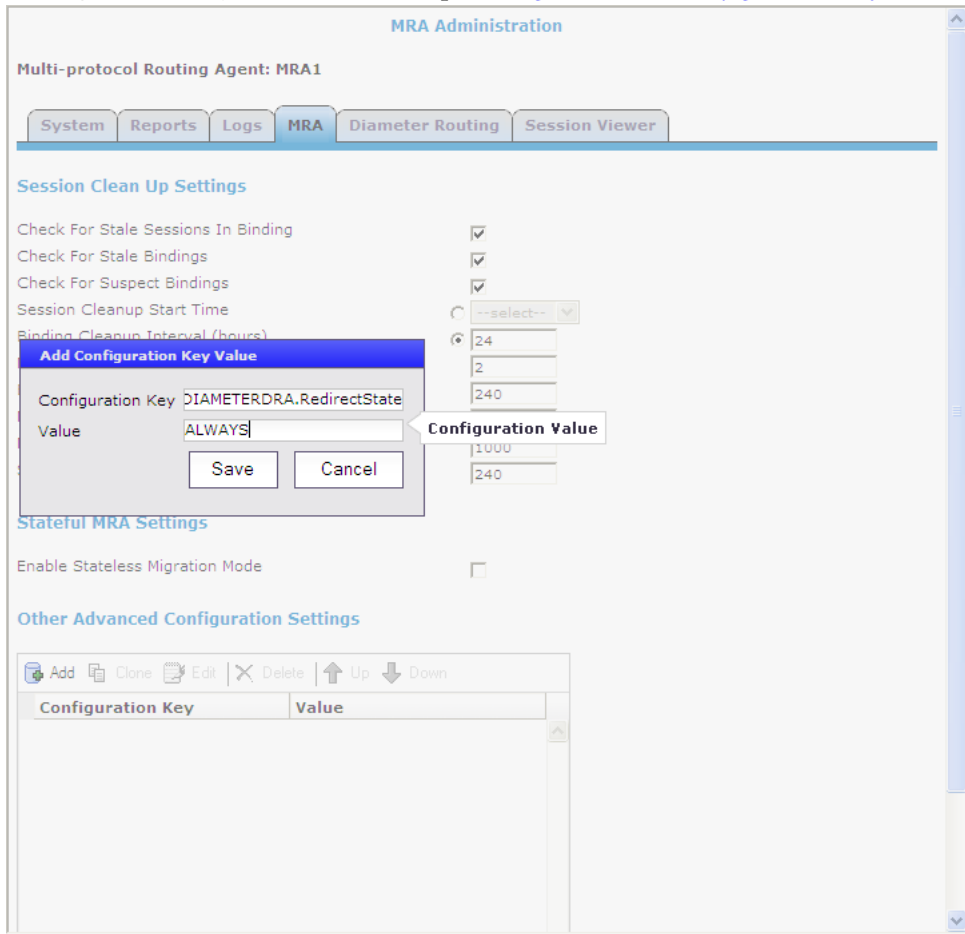 MRA Administration
Multi-protocol Routing Agent: MRA1
System Reports Logs MRA Diameter Routing Session Viewer
Session Clean Up Settings
Check For Stale Sessions In Binding
Check For Stale Bindings
Check For Suspect Bindings
Session Cleanup Start Time --select--
Binding Cleanup Interval (hours) 24
Add Configuration Key Value
2
Configuration Key DIAMETERDRA.RedirectState 240
Value ALWAYS Configuration Value
1000
Save Cancel 240
Stateful MRA Settings
Enable Stateless Migration Mode
Other Advanced Configuration Settings
Add Clone Edit Delete Up Down
Configuration Key Value